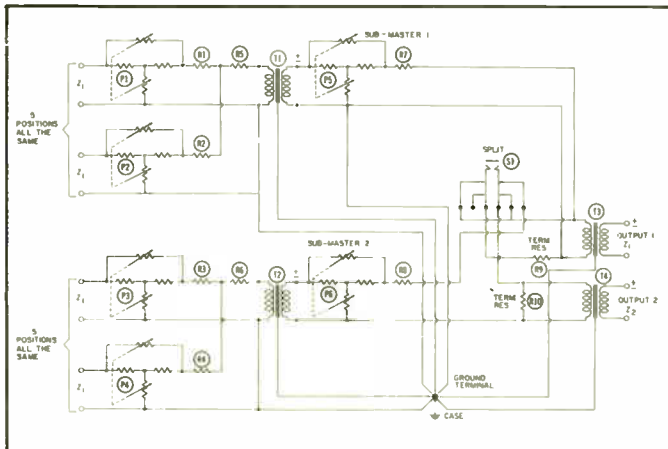 SUB-MASTER 1
R1
R5
T1
±
R7
P1
P5
Z1
5
POSITIONS
ALL THE
SAME
R2
P2
Z1
SPLIT
S1
T3
±
OUTPUT 1
Z1
TERM
RES
R9
SUB-MASTER 2
R3
R6
T2
±
R8
T4
±
OUTPUT 2
Z2
P3
P6
TERM
RES
R10
Z1
5
POSITIONS
ALL THE
SAME
R4
P4
Z1
GROUND
TERMINAL
CASE